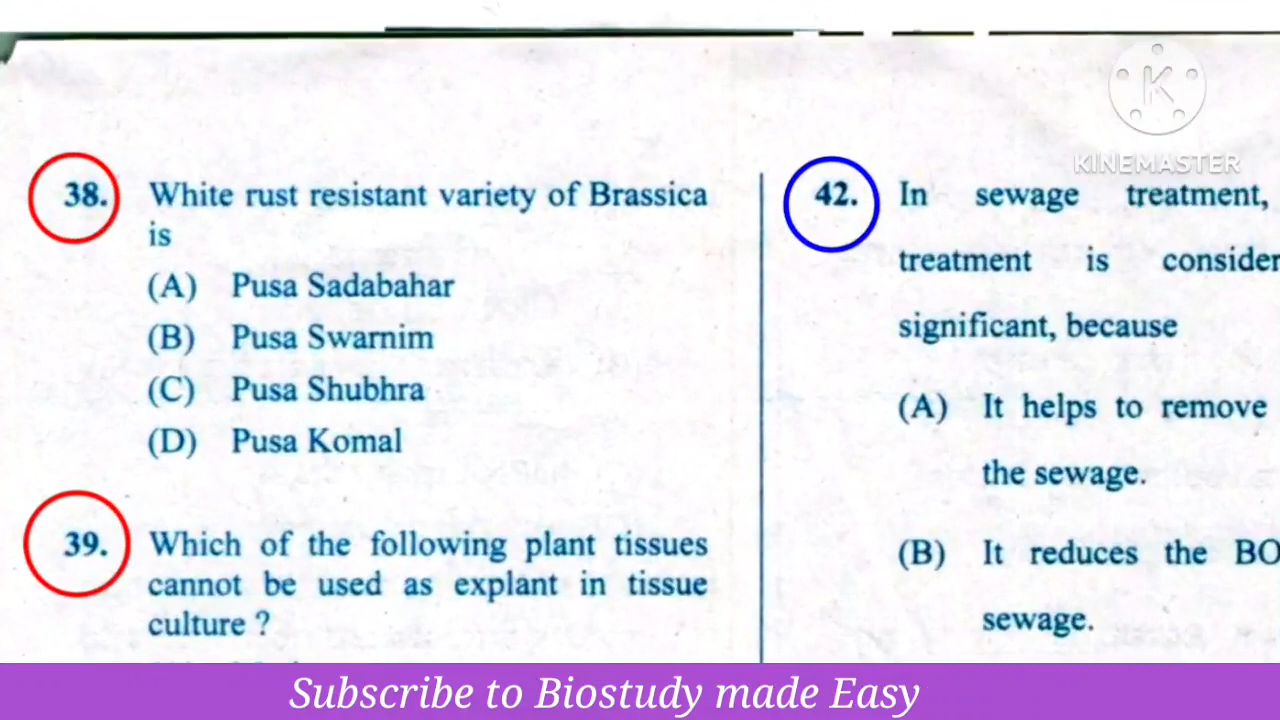 KINEMASTER
38. White rust resistant variety of Brassica
is
(A) Pusa Sadabahar
(B) Pusa Swarnim
(C) Pusa Shubhra
(D) Pusa Komal
39. Which of the following plant tissues
cannot be used as explant in tissue
culture ?
42. In sewage treatment,
treatment is consider
significant, because
(A) It helps to remove
the sewage.
(B) It reduces the BO
sewage.
Subscribe to Biostudy made Easy